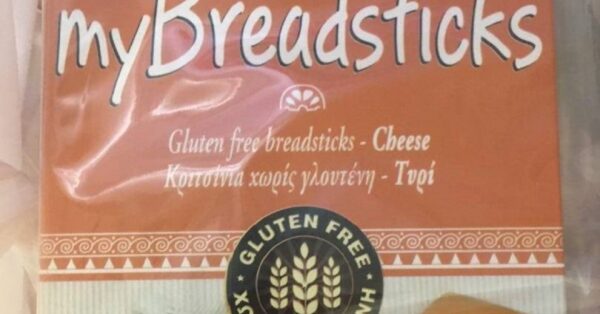 myBreadsticks
Gluten free breadsticks - Cheese
Κριτσίνια χωρίς γλουτένη - Τυρί
GLUTEN FREE